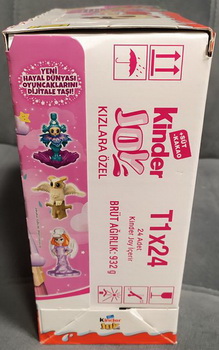 YENİ
HAYAL DÜNYASI
OYUNCAKLARINI
DİJİTALE TAŞI!
+SÜT
+KAKAO
Kinder
JOY
KIZLARA ÖZEL
T1x24
24 Adet
Kinder Joy İçerir
BRÜT AĞIRLIK: 932 g
Kinder
JOY